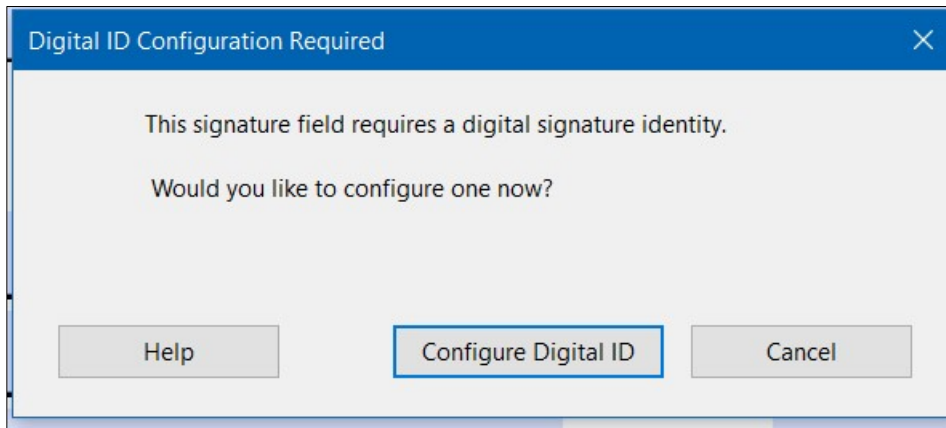 Digital ID Configuration Required
This signature field requires a digital signature identity.
Would you like to configure one now?
Help
Configure Digital ID
Cancel